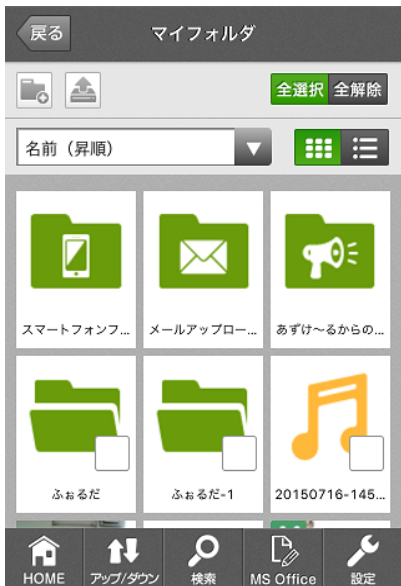 戻る
マイフォルダ
全選択 全解除
名前（昇順）
スマートフォンフ...
メールアップロー...
あずけ〜るからの...
ふぉるだ
ふぉるだ-1
20150716-145...
HOME
アップ/ダウン
検索
MS Office
設定